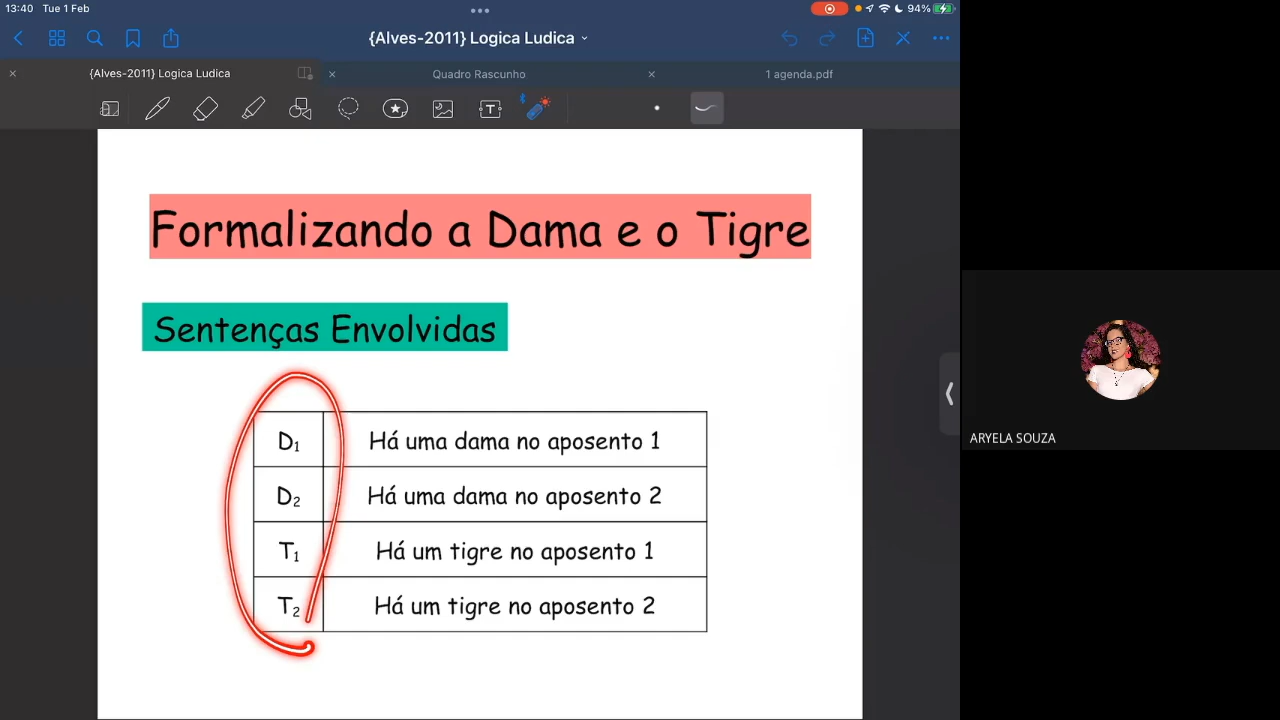 13:40 Tue 1 Feb
94%
{Alves-2011} Logica Ludica
{Alves-2011} Logica Ludica
Quadro Rascunho
1 agenda.pdf
T
Formalizando a Dama e o Tigre
Sentenças Envolvidas
D₁ Há uma dama no aposento 1
D₂ Há uma dama no aposento 2
T₁ Há um tigre no aposento 1
T₂ Há um tigre no aposento 2
ARYELA SOUZA